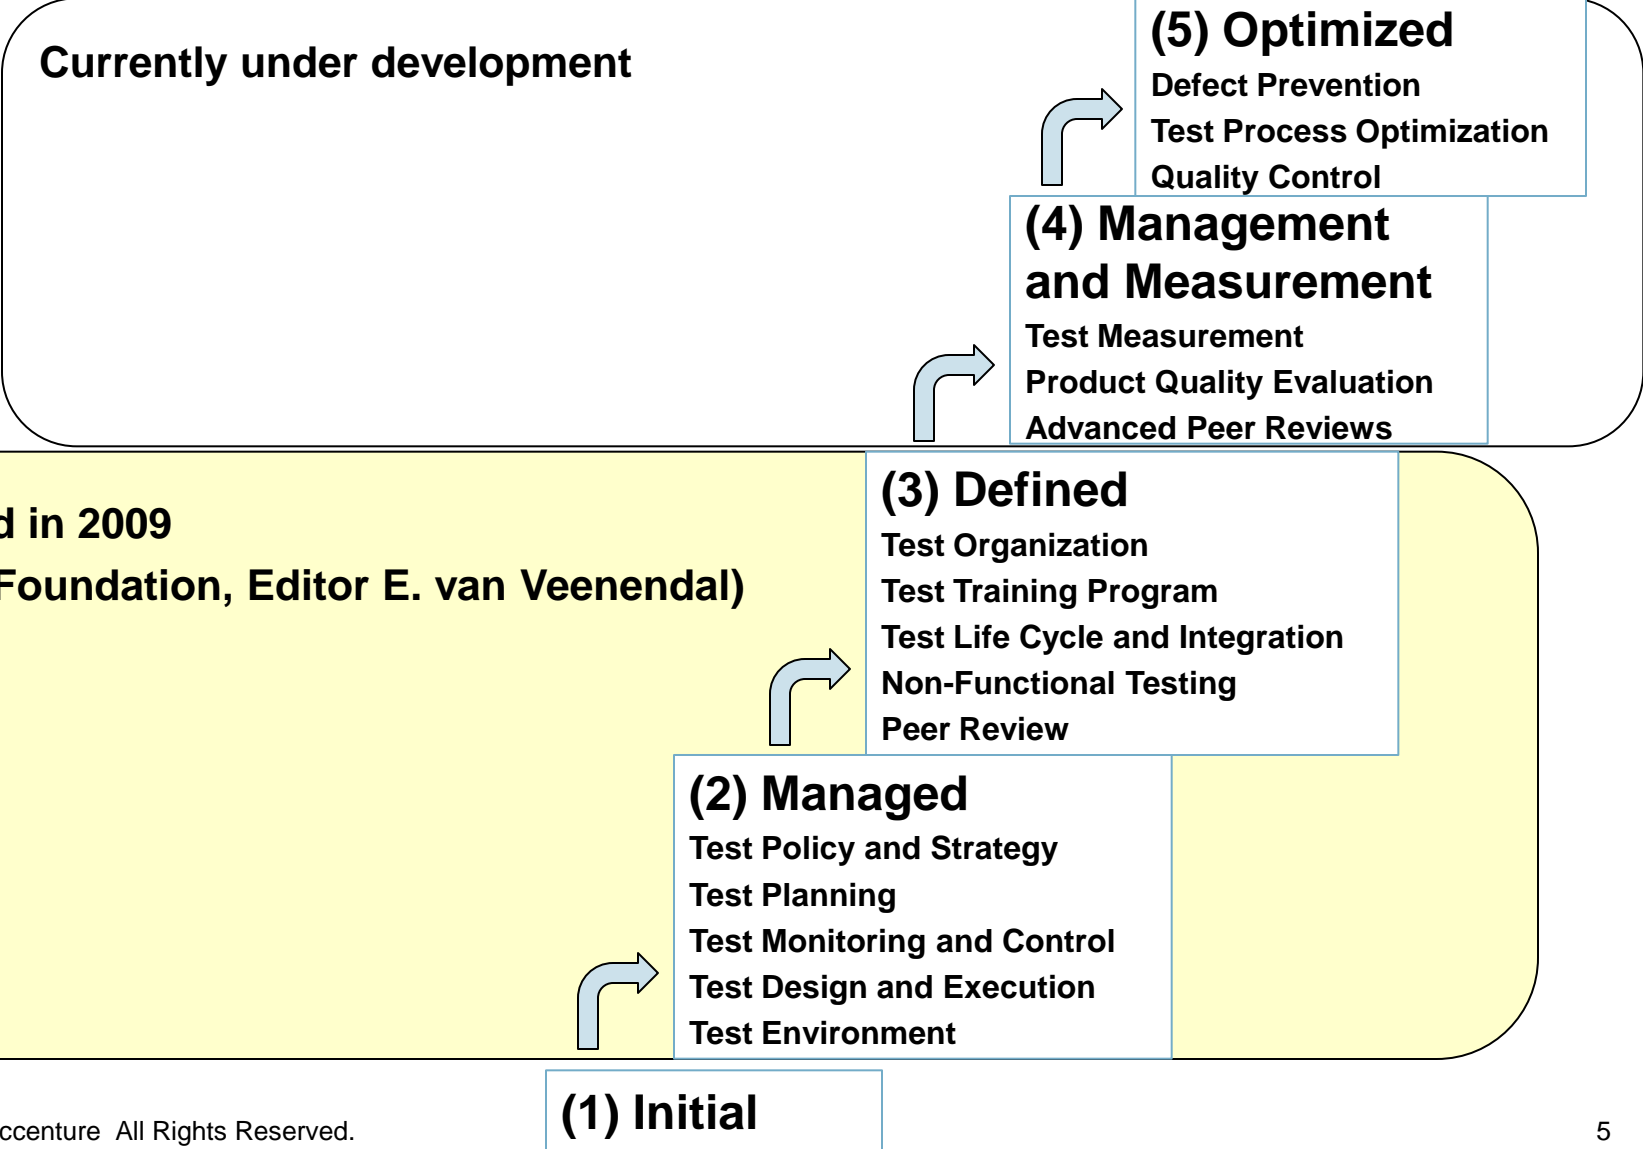 Currently under development
(5) Optimized
Defect Prevention
Test Process Optimization
Quality Control
(4) Management
and Measurement
Test Measurement
Product Quality Evaluation
Advanced Peer Reviews
d in 2009
Foundation, Editor E. van Veenendal)
(3) Defined
Test Organization
Test Training Program
Test Life Cycle and Integration
Non-Functional Testing
Peer Review
(2) Managed
Test Policy and Strategy
Test Planning
Test Monitoring and Control
Test Design and Execution
Test Environment
(1) Initial
ccenture All Rights Reserved.
5